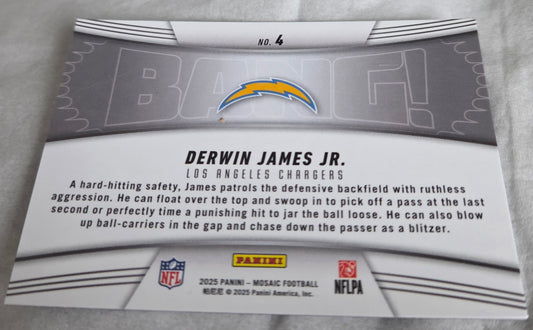 NO. 4
BANG!
DERWIN JAMES JR.
LOS ANGELES CHARGERS
A hard-hitting safety, James patrols the defensive backfield with ruthless
aggression. He can float over the top and swoop in to pick off a pass at the last
second or perfectly time a punishing hit to jar the ball loose. He can also blow
up ball-carriers in the gap and chase down the passer as a blitzer.
PANINI
NFL
2025 PANINI – MOSAIC FOOTBALL
帕尼尼 © 2025 Panini America, Inc.
NFLPA